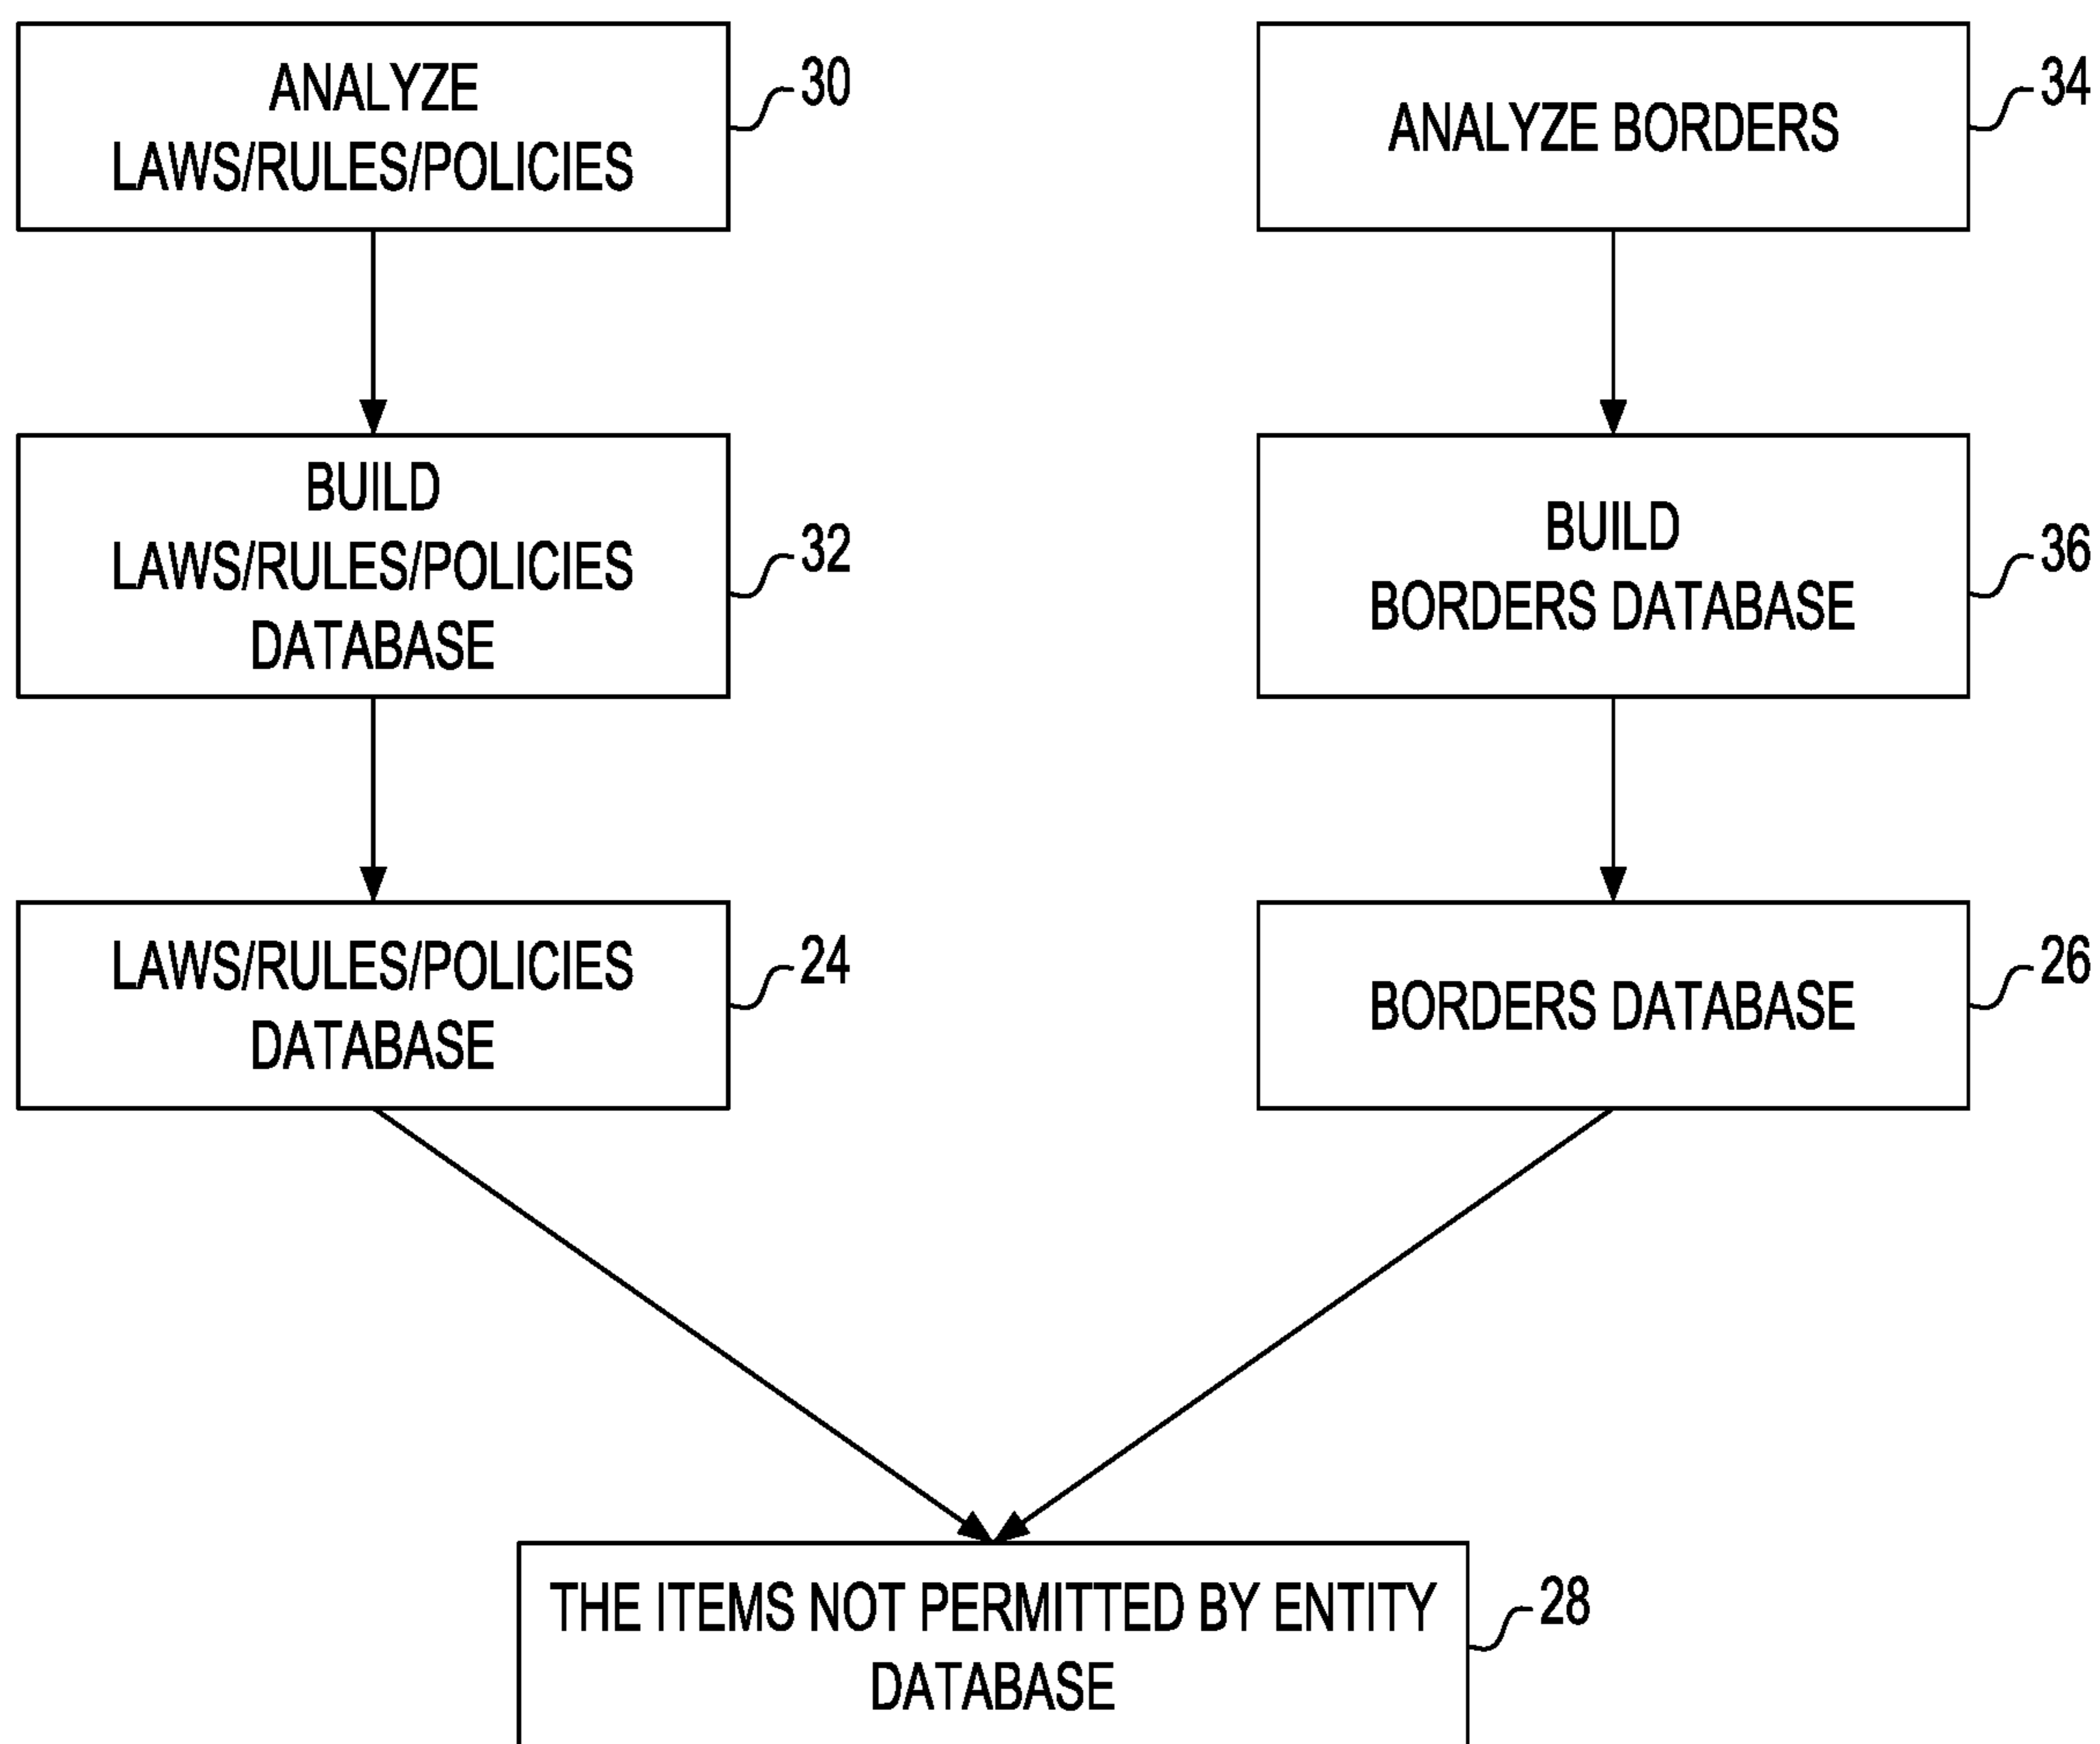 ANALYZE
LAWS/RULES/POLICIES
30
BUILD
LAWS/RULES/POLICIES
DATABASE
32
LAWS/RULES/POLICIES
DATABASE
24
ANALYZE BORDERS
34
BUILD
BORDERS DATABASE
36
BORDERS DATABASE
26
THE ITEMS NOT PERMITTED BY ENTITY
DATABASE
28